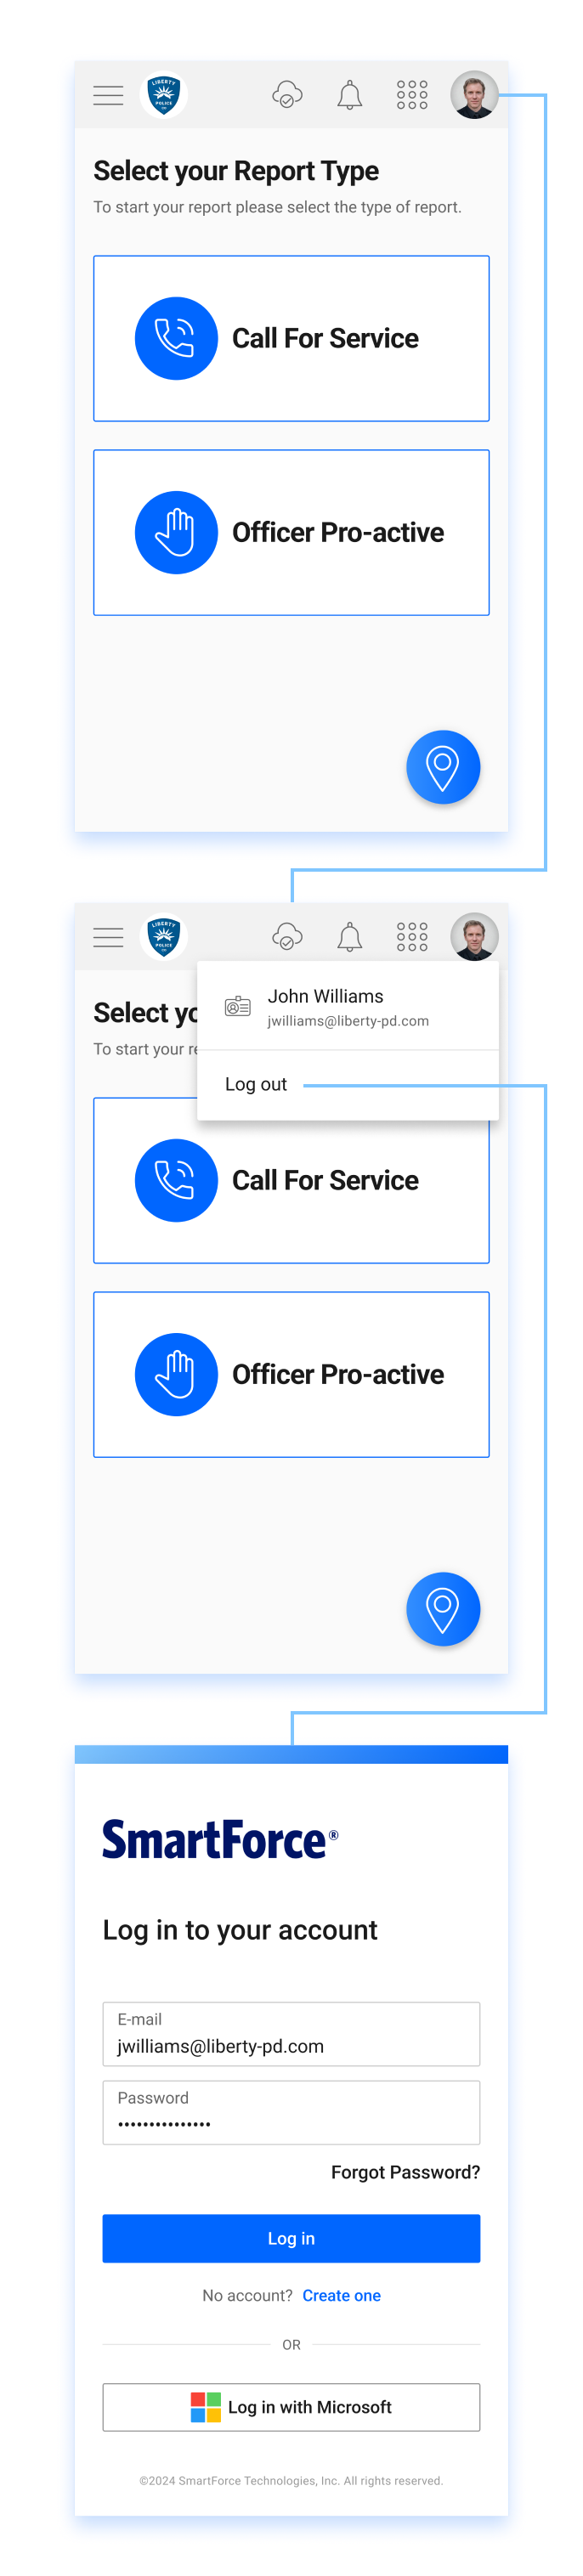 LIBERTY
POLICE
Select your Report Type
To start your report please select the type of report.
Call For Service
Officer Pro-active
LIBERTY
POLICE
John Williams
jwilliams@liberty-pd.com
Select yo
To start your re
Log out
Call For Service
Officer Pro-active
SmartForce®
Log in to your account
E-mail
jwilliams@liberty-pd.com
Password
•••••••••••••••
Forgot Password?
Log in
No account? Create one
OR
Log in with Microsoft
©2024 SmartForce Technologies, Inc. All rights reserved.